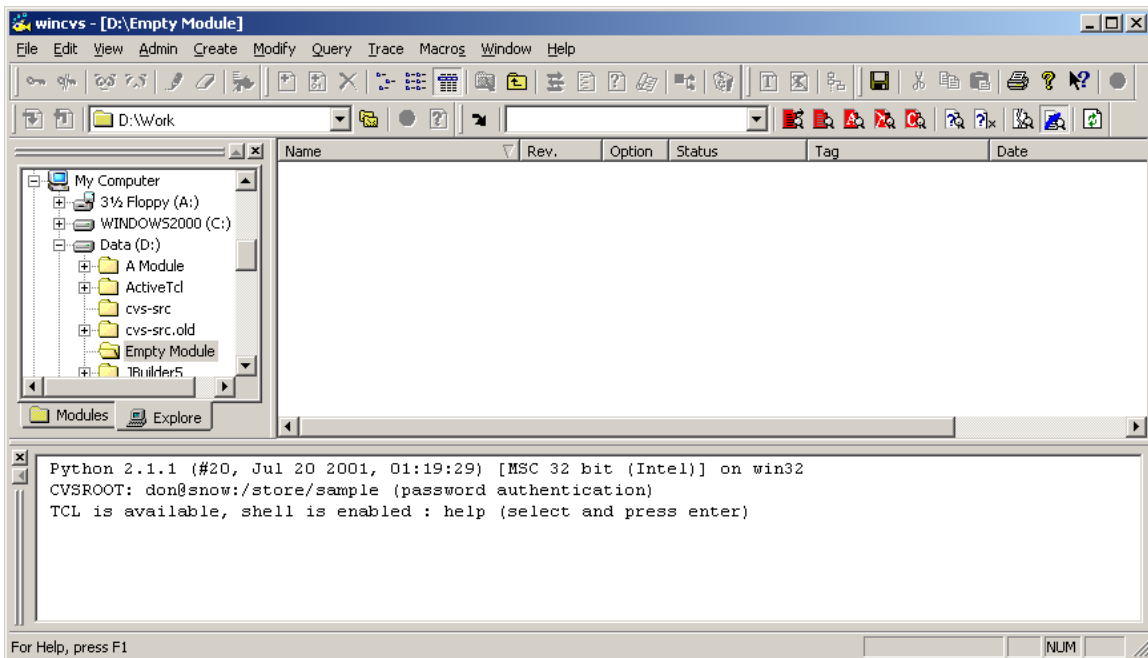 wincvs - [D:\Empty Module]
File Edit View Admin Create Modify Query Trace Macros Window Help
D:\Work
Name Rev. Option Status Tag Date
My Computer
3½ Floppy (A:)
WINDOWS2000 (C:)
Data (D:)
A Module
ActiveTcl
cvs-src
cvs-src.old
Empty Module
JBuilder5
Modules Explore
Python 2.1.1 (#20, Jul 20 2001, 01:19:29) [MSC 32 bit (Intel)] on win32
CVSROOT: don@snow:/store/sample (password authentication)
TCL is available, shell is enabled : help (select and press enter)
For Help, press F1 NUM